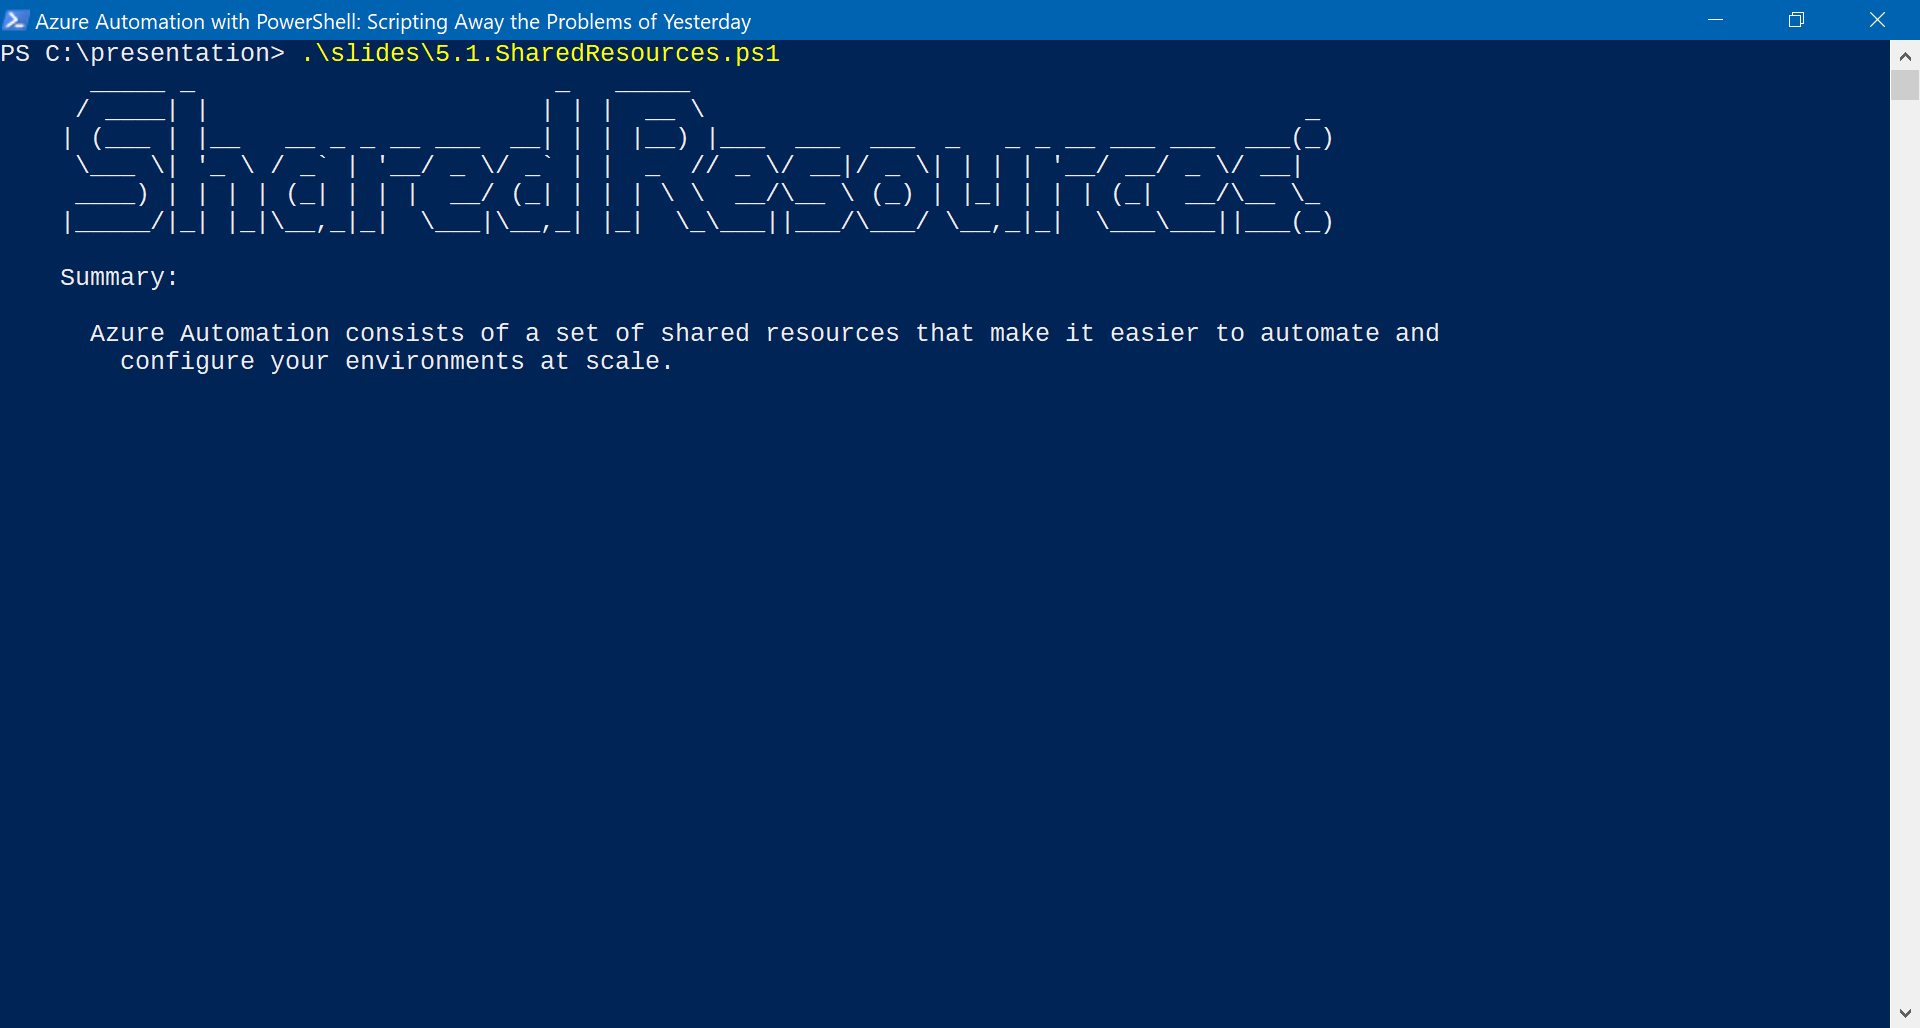 Azure Automation with PowerShell: Scripting Away the Problems of Yesterday
PS C:\presentation> .\slides\5.1.SharedResources.ps1
Shared Resources:
Summary:
Azure Automation consists of a set of shared resources that make it easier to automate and
configure your environments at scale.